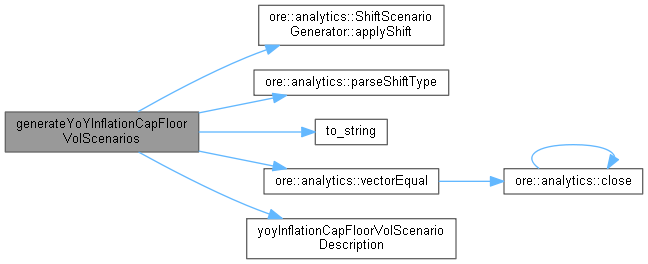 generateYoYInflationCapFloor
VolScenarios
ore::analytics::ShiftScenario
Generator::applyShift
ore::analytics::parseShiftType
to_string
ore::analytics::vectorEqual
ore::analytics::close
yoyInflationCapFloorVolScenario
Description